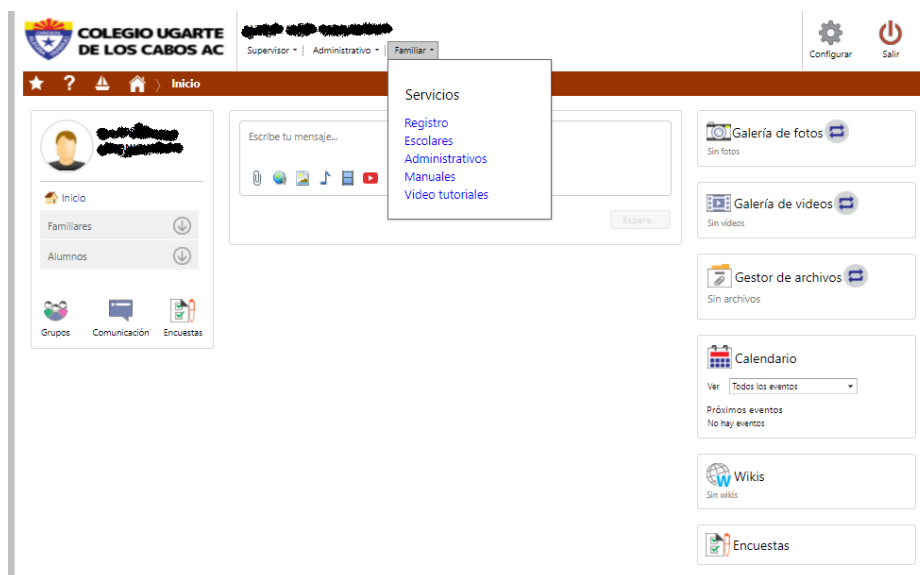 COLEGIO UGARTE
DE LOS CABOS AC
Supervisor | Administrativo | Familiar
Configurar
Salir
? Inicio
Servicios
Registro
Escolares
Administrativos
Manuales
Video tutoriales
Inicio
Familiares
Alumnos
Grupos
Comunicación
Encuestas
Escribe tu mensaje...
Espere...
Galería de fotos
Sin fotos
Galería de videos
Sin vídeos
Gestor de archivos
Sin archivos
Calendario
Ver Todos los eventos
Próximos eventos
No hay eventos
Wikis
Sin wikis
Encuestas